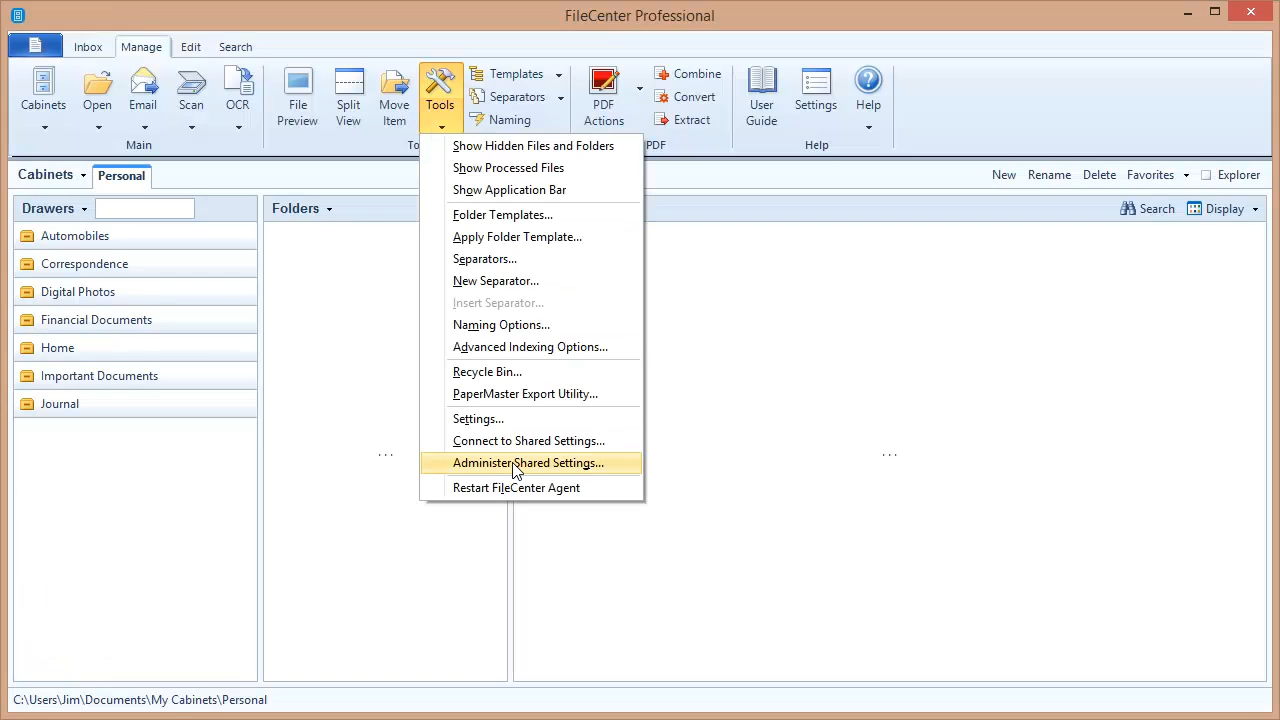 FileCenter Professional
Inbox Manage Edit Search
Cabinets
Open
Email
Scan
OCR
Main
File Preview
Split View
Move Item
Tools
Templates
Separators
Naming
To
PDF Actions
Combine
Convert
Extract
PDF
User Guide
Settings
Help
Help
Cabinets Personal
New Rename Delete Favorites Explorer
Drawers
Folders
Search Display
Automobiles
Correspondence
Digital Photos
Financial Documents
Home
Important Documents
Journal
Show Hidden Files and Folders
Show Processed Files
Show Application Bar
Folder Templates...
Apply Folder Template...
Separators...
New Separator...
Insert Separator...
Naming Options...
Advanced Indexing Options...
Recycle Bin...
PaperMaster Export Utility...
Settings...
Connect to Shared Settings...
Administer Shared Settings...
Restart FileCenter Agent
...
...
C:\Users\Jim\Documents\My Cabinets\Personal